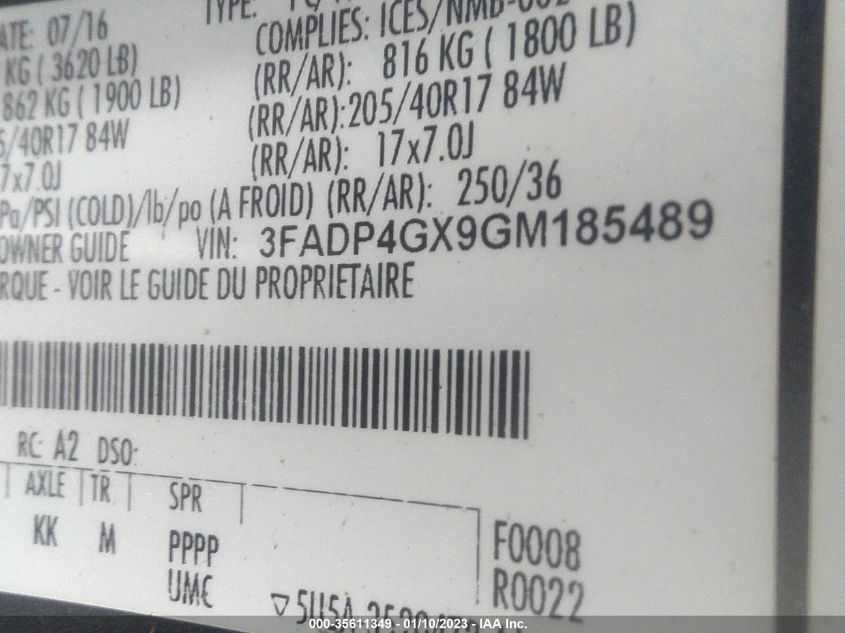 ATE: 07/16 TYPE:
COMPLIES: ICES/NMB-002
KG ( 3620 LB)
862 KG ( 1900 LB) (RR/AR): 816 KG ( 1800 LB)
5/40R17 84W (RR/AR):205/40R17 84W
7x7.0J (RR/AR): 17x7.0J
Pa/PSI (COLD)/lb/po (A FROID) (RR/AR): 250/36
OWNER GUIDE VIN: 3FADP4GX9GM185489
RQUE - VOIR LE GUIDE DU PROPRIETAIRE
RC: A2 DSO:
AXLE TR SPR
KK M PPPP F0008
UMC R0022
▽5U5A
000-35611349 — 01/10/2023 — IAA Inc.